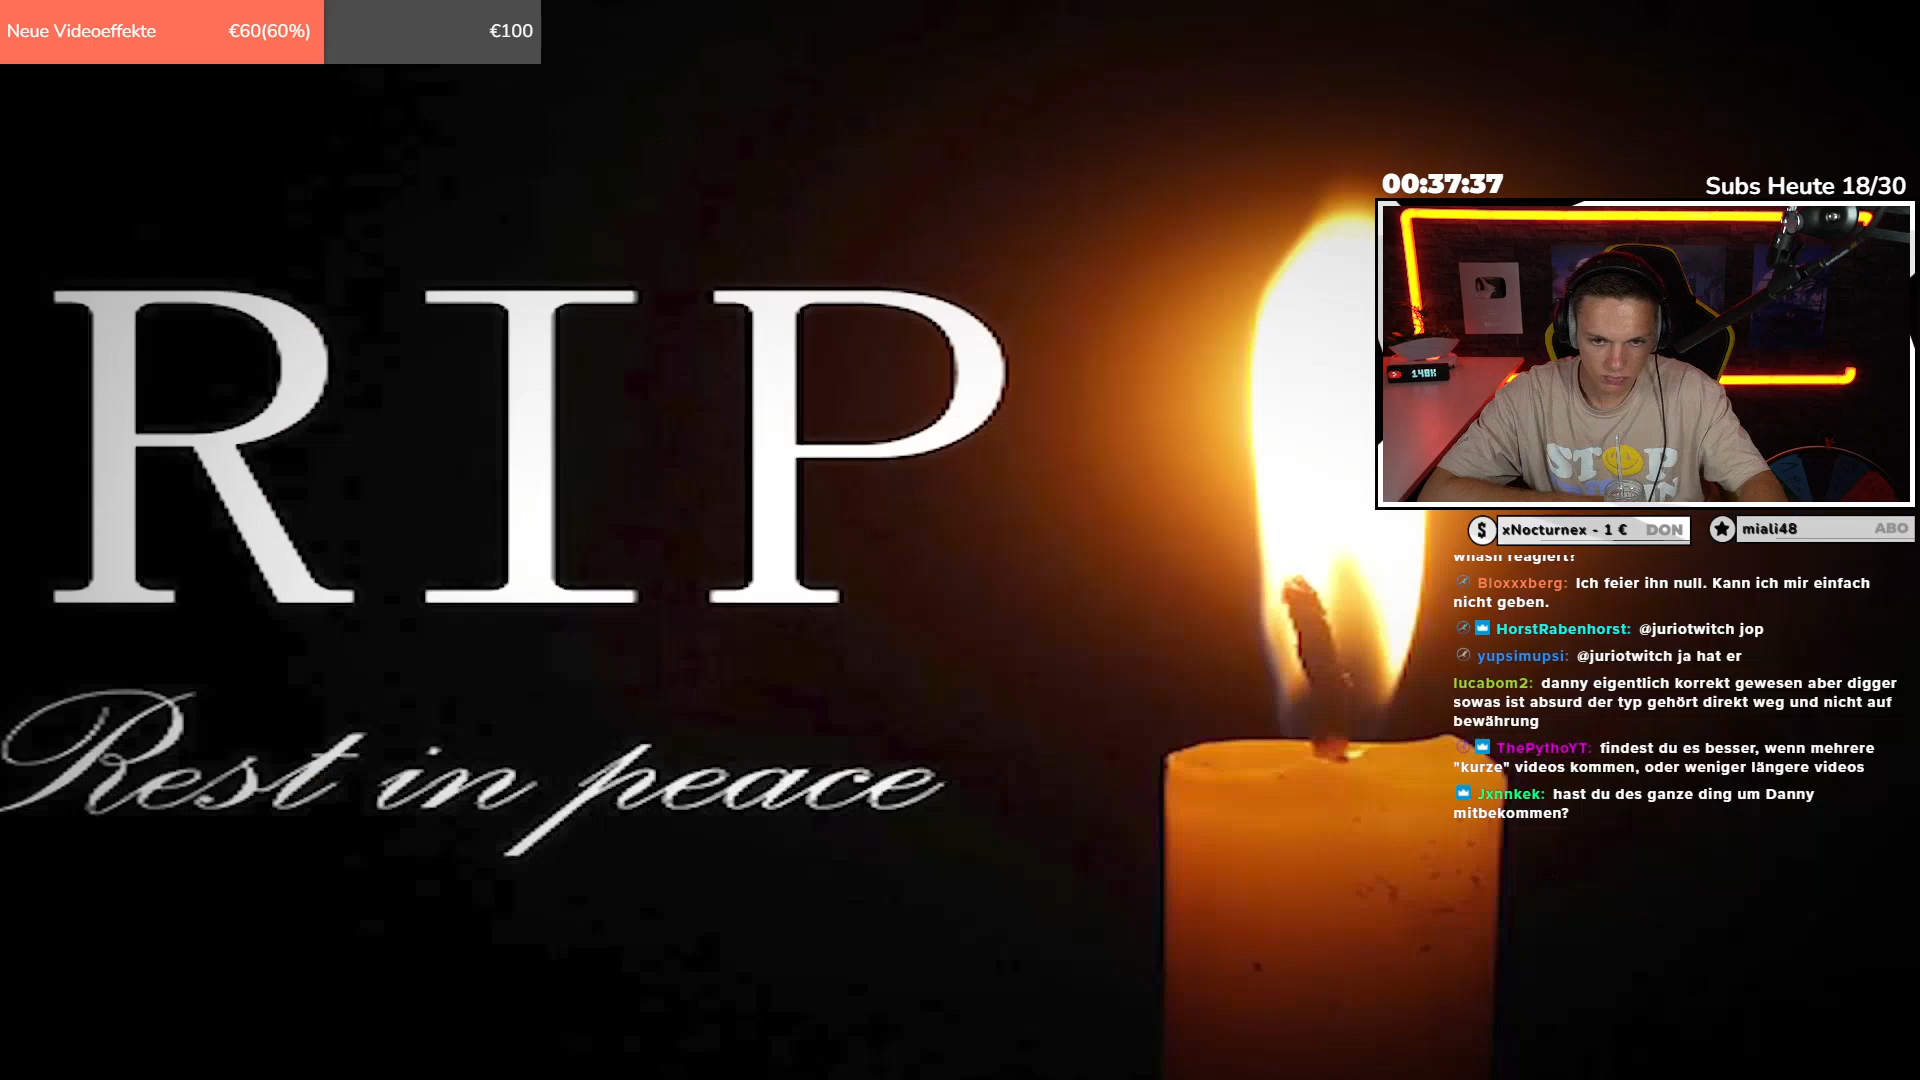 Neue Videoeffekte €60(60%) €100
00:37:37 Subs Heute 18/30
RIP
Rest in peace
148K
STOP
$ xNocturnex - 1 € DON miali48 ABO
whash reagiert?
Bloxxxberg: Ich feier ihn null. Kann ich mir einfach
nicht geben.
HorstRabenhorst: @juriotwitch jop
yupsimupsi: @juriotwitch ja hat er
lucabom2: danny eigentlich korrekt gewesen aber digger
sowas ist absurd der typ gehört direkt weg und nicht auf
bewährung
ThePythoYT: findest du es besser, wenn mehrere
"kurze" videos kommen, oder weniger längere videos
Jxnnkek: hast du des ganze ding um Danny
mitbekommen?